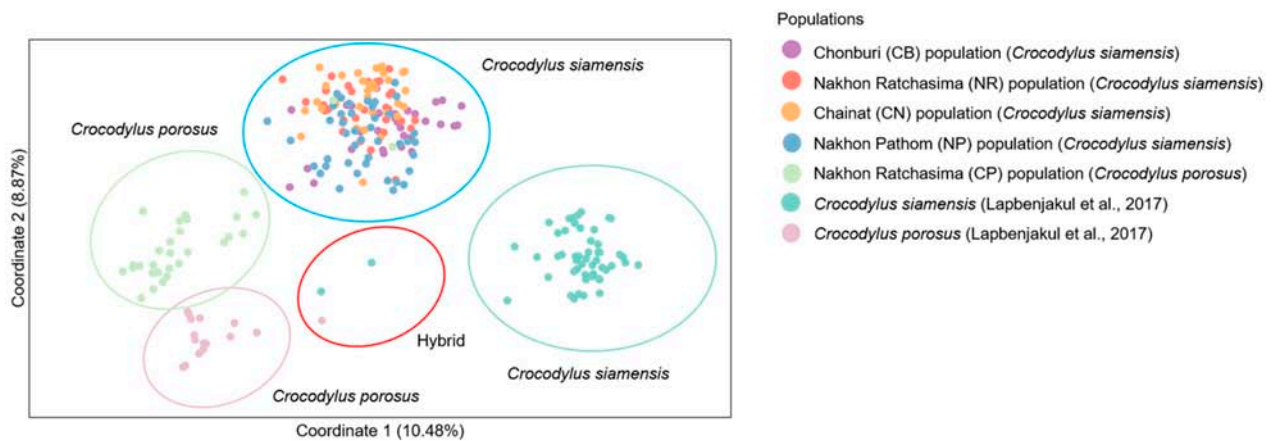 Populations
Crocodylus siamensis
Chonburi (CB) population (Crocodylus siamensis)
Nakhon Ratchasima (NR) population (Crocodylus siamensis)
Crocodylus porosus
Chainat (CN) population (Crocodylus siamensis)
Nakhon Pathom (NP) population (Crocodylus siamensis)
Nakhon Ratchasima (CP) population (Crocodylus porosus)
Crocodylus siamensis (Lapbenjakul et al., 2017)
Crocodylus porosus (Lapbenjakul et al., 2017)
Coordinate 2 (8.87%)
Hybrid
Crocodylus siamensis
Crocodylus porosus
Coordinate 1 (10.48%)